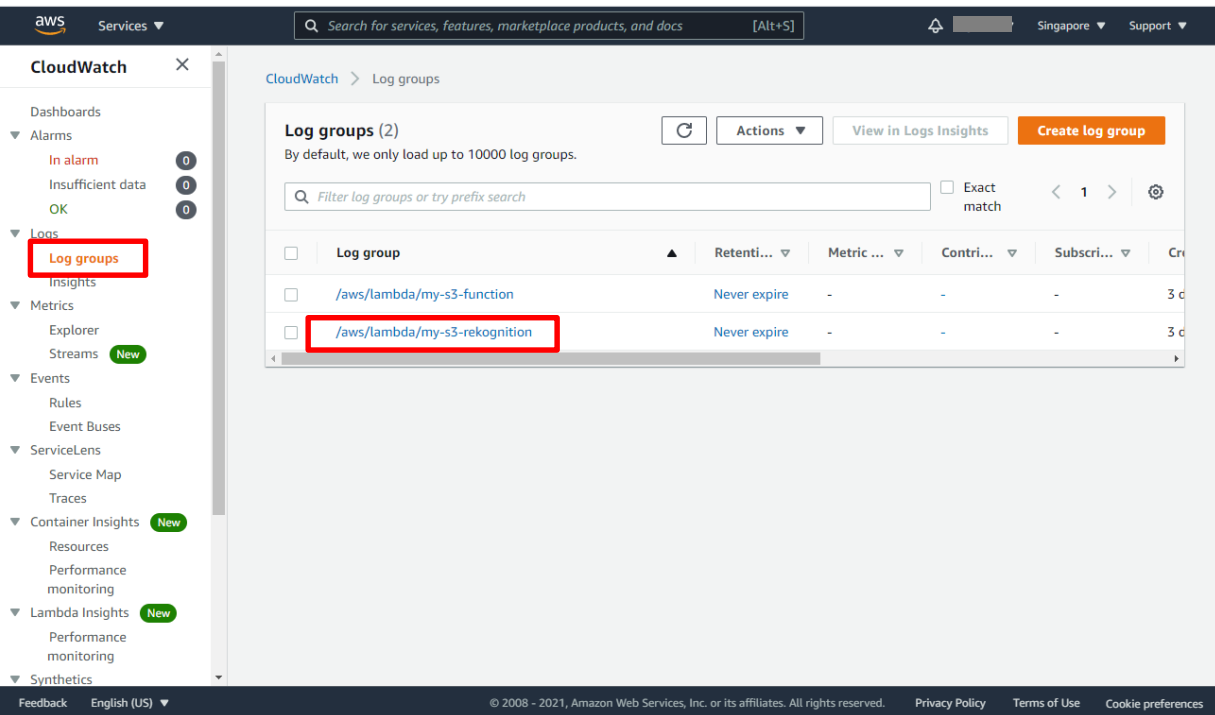 aws
Services
Search for services, features, marketplace products, and docs [Alt+S]
Singapore
Support
CloudWatch
Dashboards
Alarms
In alarm 0
Insufficient data 0
OK 0
Logs
Log groups
Insights
Metrics
Explorer
Streams New
Events
Rules
Event Buses
ServiceLens
Service Map
Traces
Container Insights New
Resources
Performance
monitoring
Lambda Insights New
Performance
monitoring
Synthetics
CloudWatch > Log groups
Log groups (2)
By default, we only load up to 10000 log groups.
Actions
View in Logs Insights
Create log group
Filter log groups or try prefix search
Exact
match
1
Log group Retenti... Metric ... Contri... Subscri... Cre
/aws/lambda/my-s3-function Never expire - - - 3 d
/aws/lambda/my-s3-rekognition Never expire - - - 3 d
Feedback English (US) © 2008 - 2021, Amazon Web Services, Inc. or its affiliates. All rights reserved. Privacy Policy Terms of Use Cookie preferences